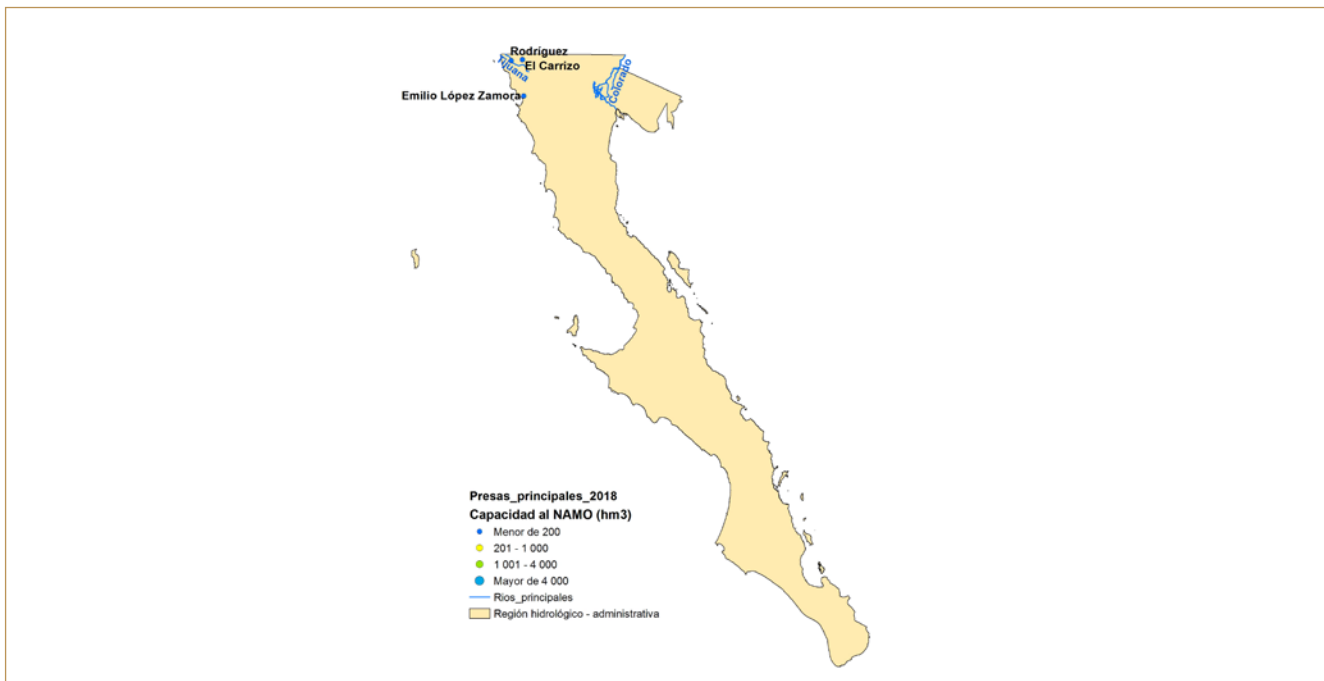 Rodríguez
El Carrizo
Tijuana
Colorado
Emilio López Zamora
Presas_principales_2018
Capacidad al NAMO (hm3)
Menor de 200
201 - 1 000
1 001 - 4 000
Mayor de 4 000
Rios_principales
Región hidrológico - administrativa